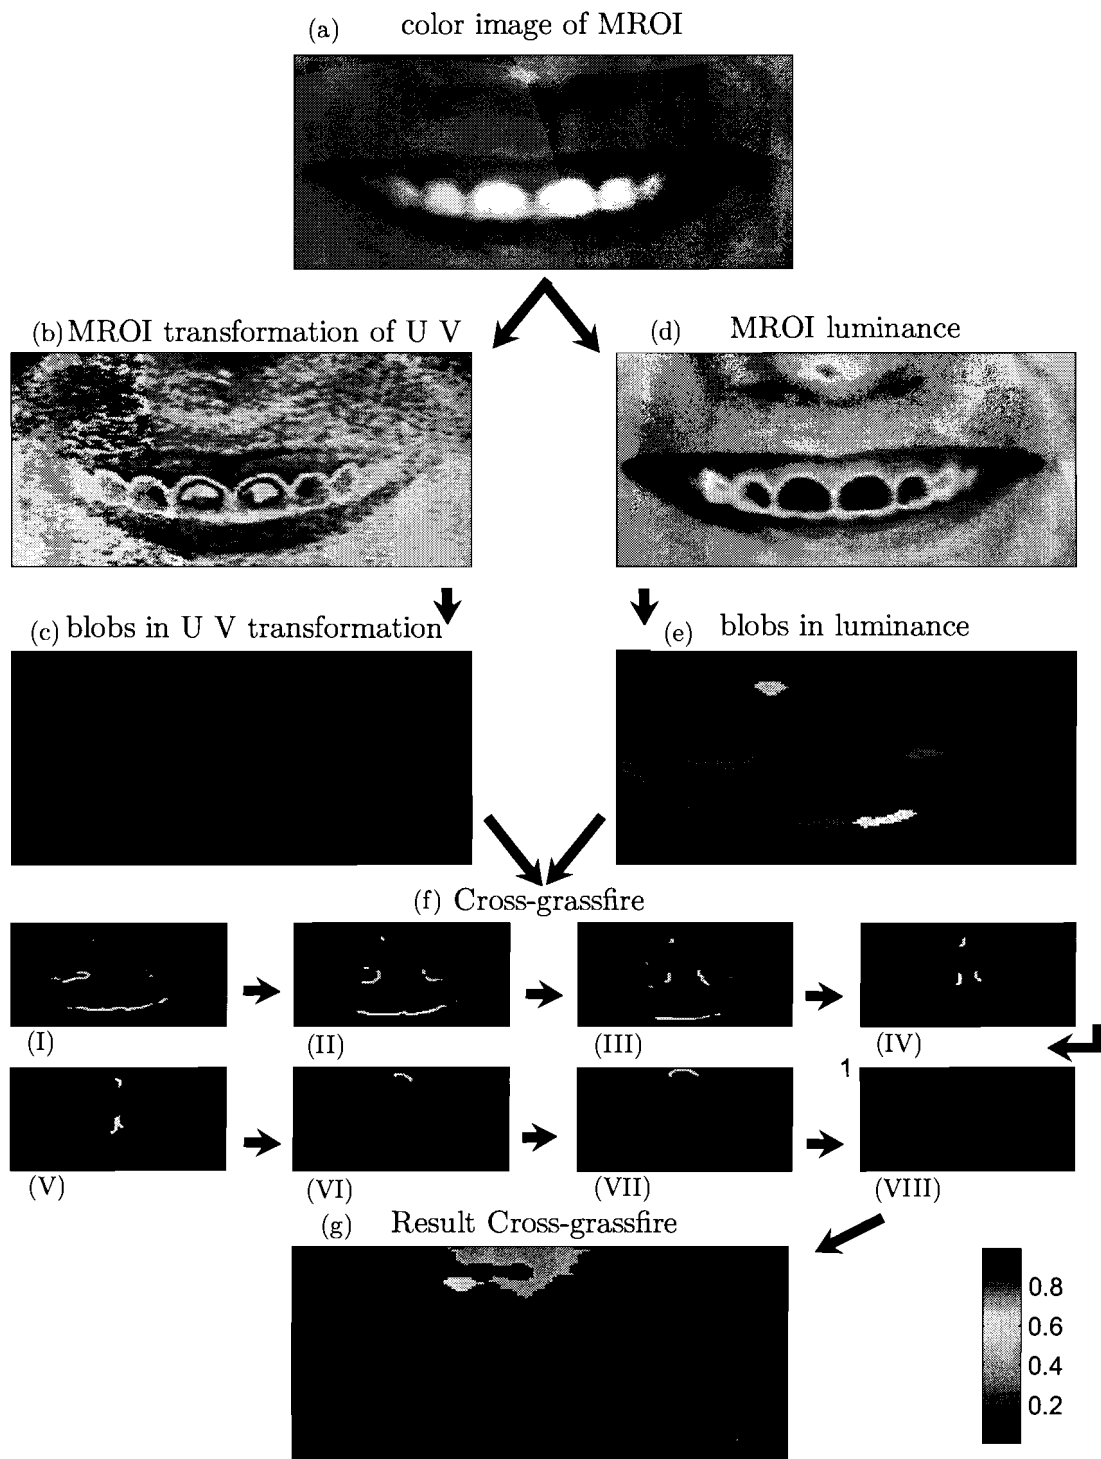 (a) color image of MROI
(b) MROI transformation of U V
(d) MROI luminance
(c) blobs in U V transformation
(e) blobs in luminance
(f) Cross-grassfire
(I)
(II)
(III)
(IV)
1
(V)
(VI)
(VII)
(VIII)
(g) Result Cross-grassfire
0.8
0.6
0.4
0.2